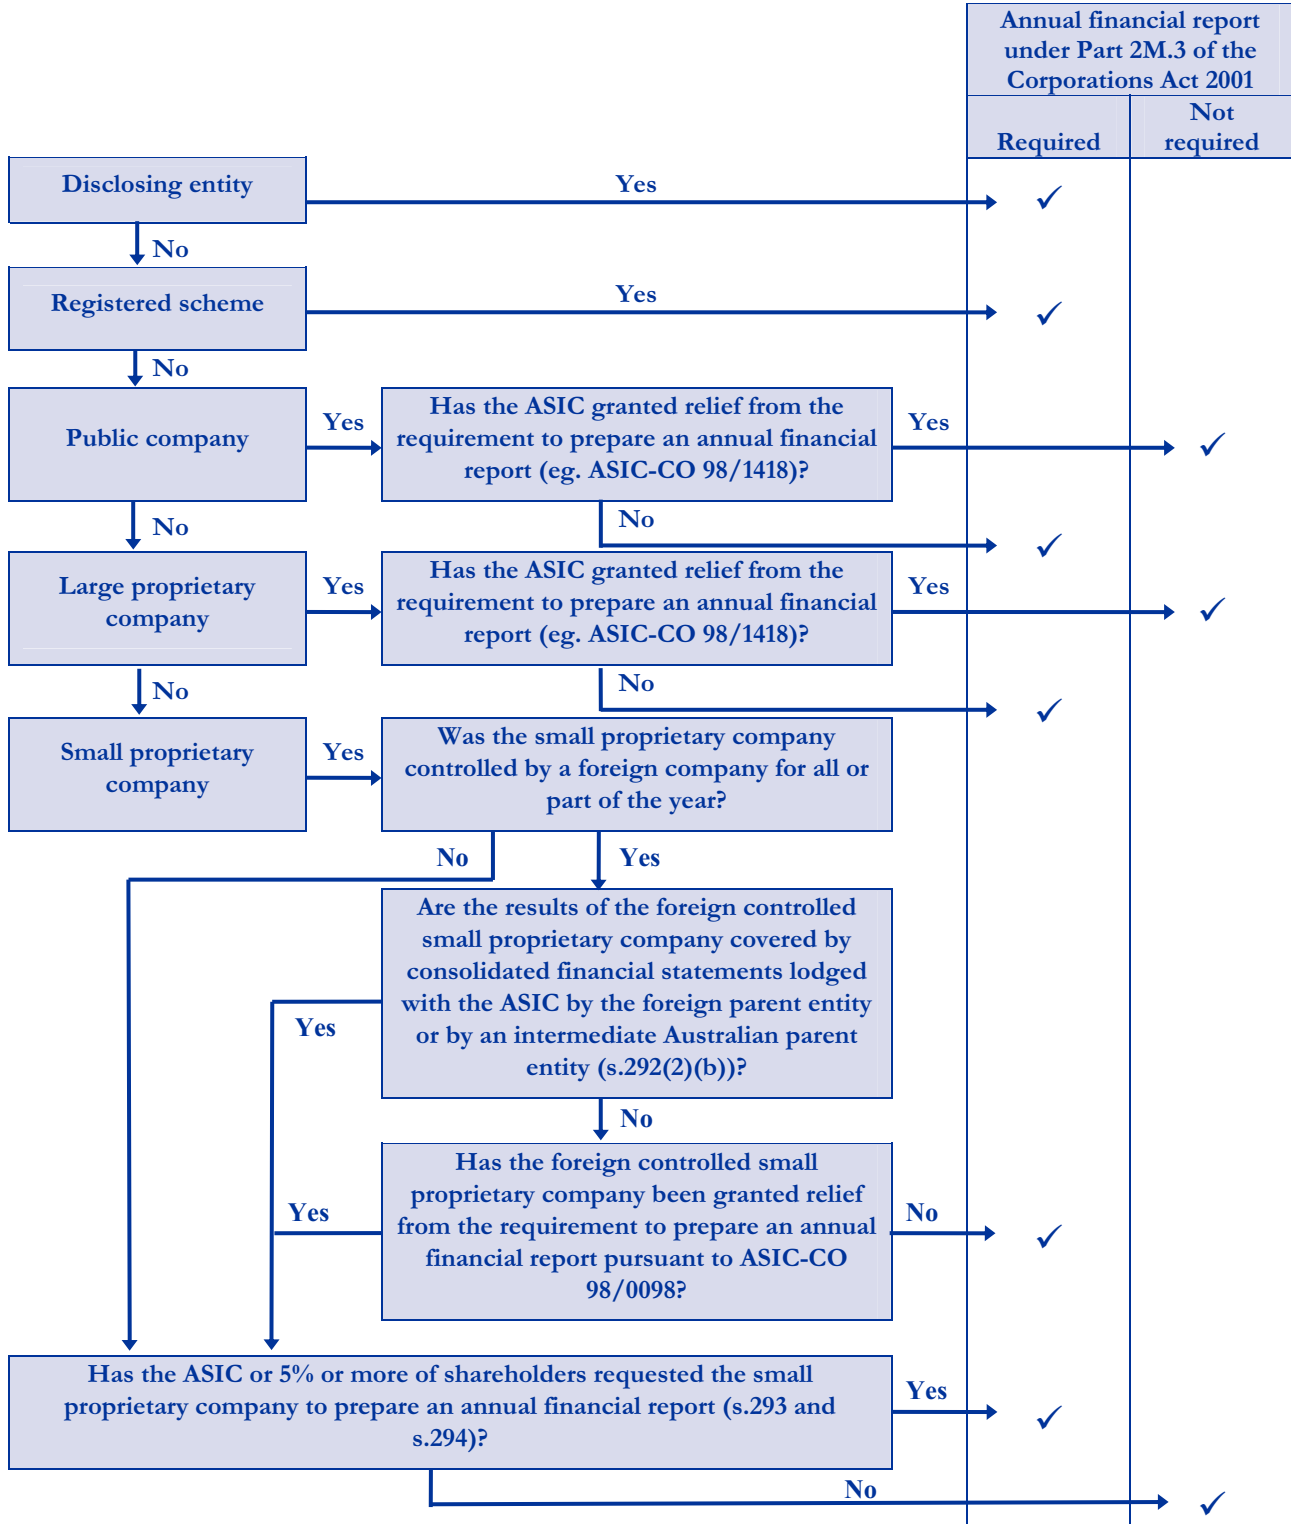 Annual financial report
under Part 2M.3 of the
Corporations Act 2001
Required
Not
required
Disclosing entity
Yes
✓
No
Registered scheme
Yes
✓
No
Public company
Yes
Has the ASIC granted relief from the
requirement to prepare an annual financial
report (eg. ASIC-CO 98/1418)?
Yes
✓
No
No
✓
Large proprietary
company
Yes
Has the ASIC granted relief from the
requirement to prepare an annual financial
report (eg. ASIC-CO 98/1418)?
Yes
✓
No
No
✓
Small proprietary
company
Yes
Was the small proprietary company
controlled by a foreign company for all or
part of the year?
No
Yes
Are the results of the foreign controlled
small proprietary company covered by
consolidated financial statements lodged
with the ASIC by the foreign parent entity
or by an intermediate Australian parent
entity (s.292(2)(b))?
Yes
No
Has the foreign controlled small
proprietary company been granted relief
from the requirement to prepare an annual
financial report pursuant to ASIC-CO
98/0098?
Yes
No
✓
Has the ASIC or 5% or more of shareholders requested the small
proprietary company to prepare an annual financial report (s.293 and
s.294)?
Yes
✓
No
✓